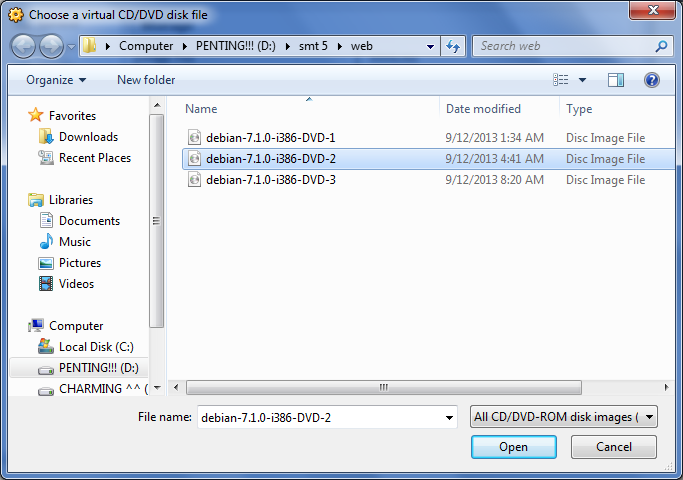 Choose a virtual CD/DVD disk file
Computer PENTING!!! (D:) smt 5 web
Search web
Organize New folder
Name Date modified Type
Favorites
Downloads
Recent Places
Libraries
Documents
Music
Pictures
Videos
Computer
Local Disk (C:)
PENTING!!! (D:)
CHARMING ^^ (
debian-7.1.0-i386-DVD-1 9/12/2013 1:34 AM Disc Image File
debian-7.1.0-i386-DVD-2 9/12/2013 4:41 AM Disc Image File
debian-7.1.0-i386-DVD-3 9/12/2013 8:20 AM Disc Image File
File name: debian-7.1.0-i386-DVD-2 All CD/DVD-ROM disk images (
Open Cancel